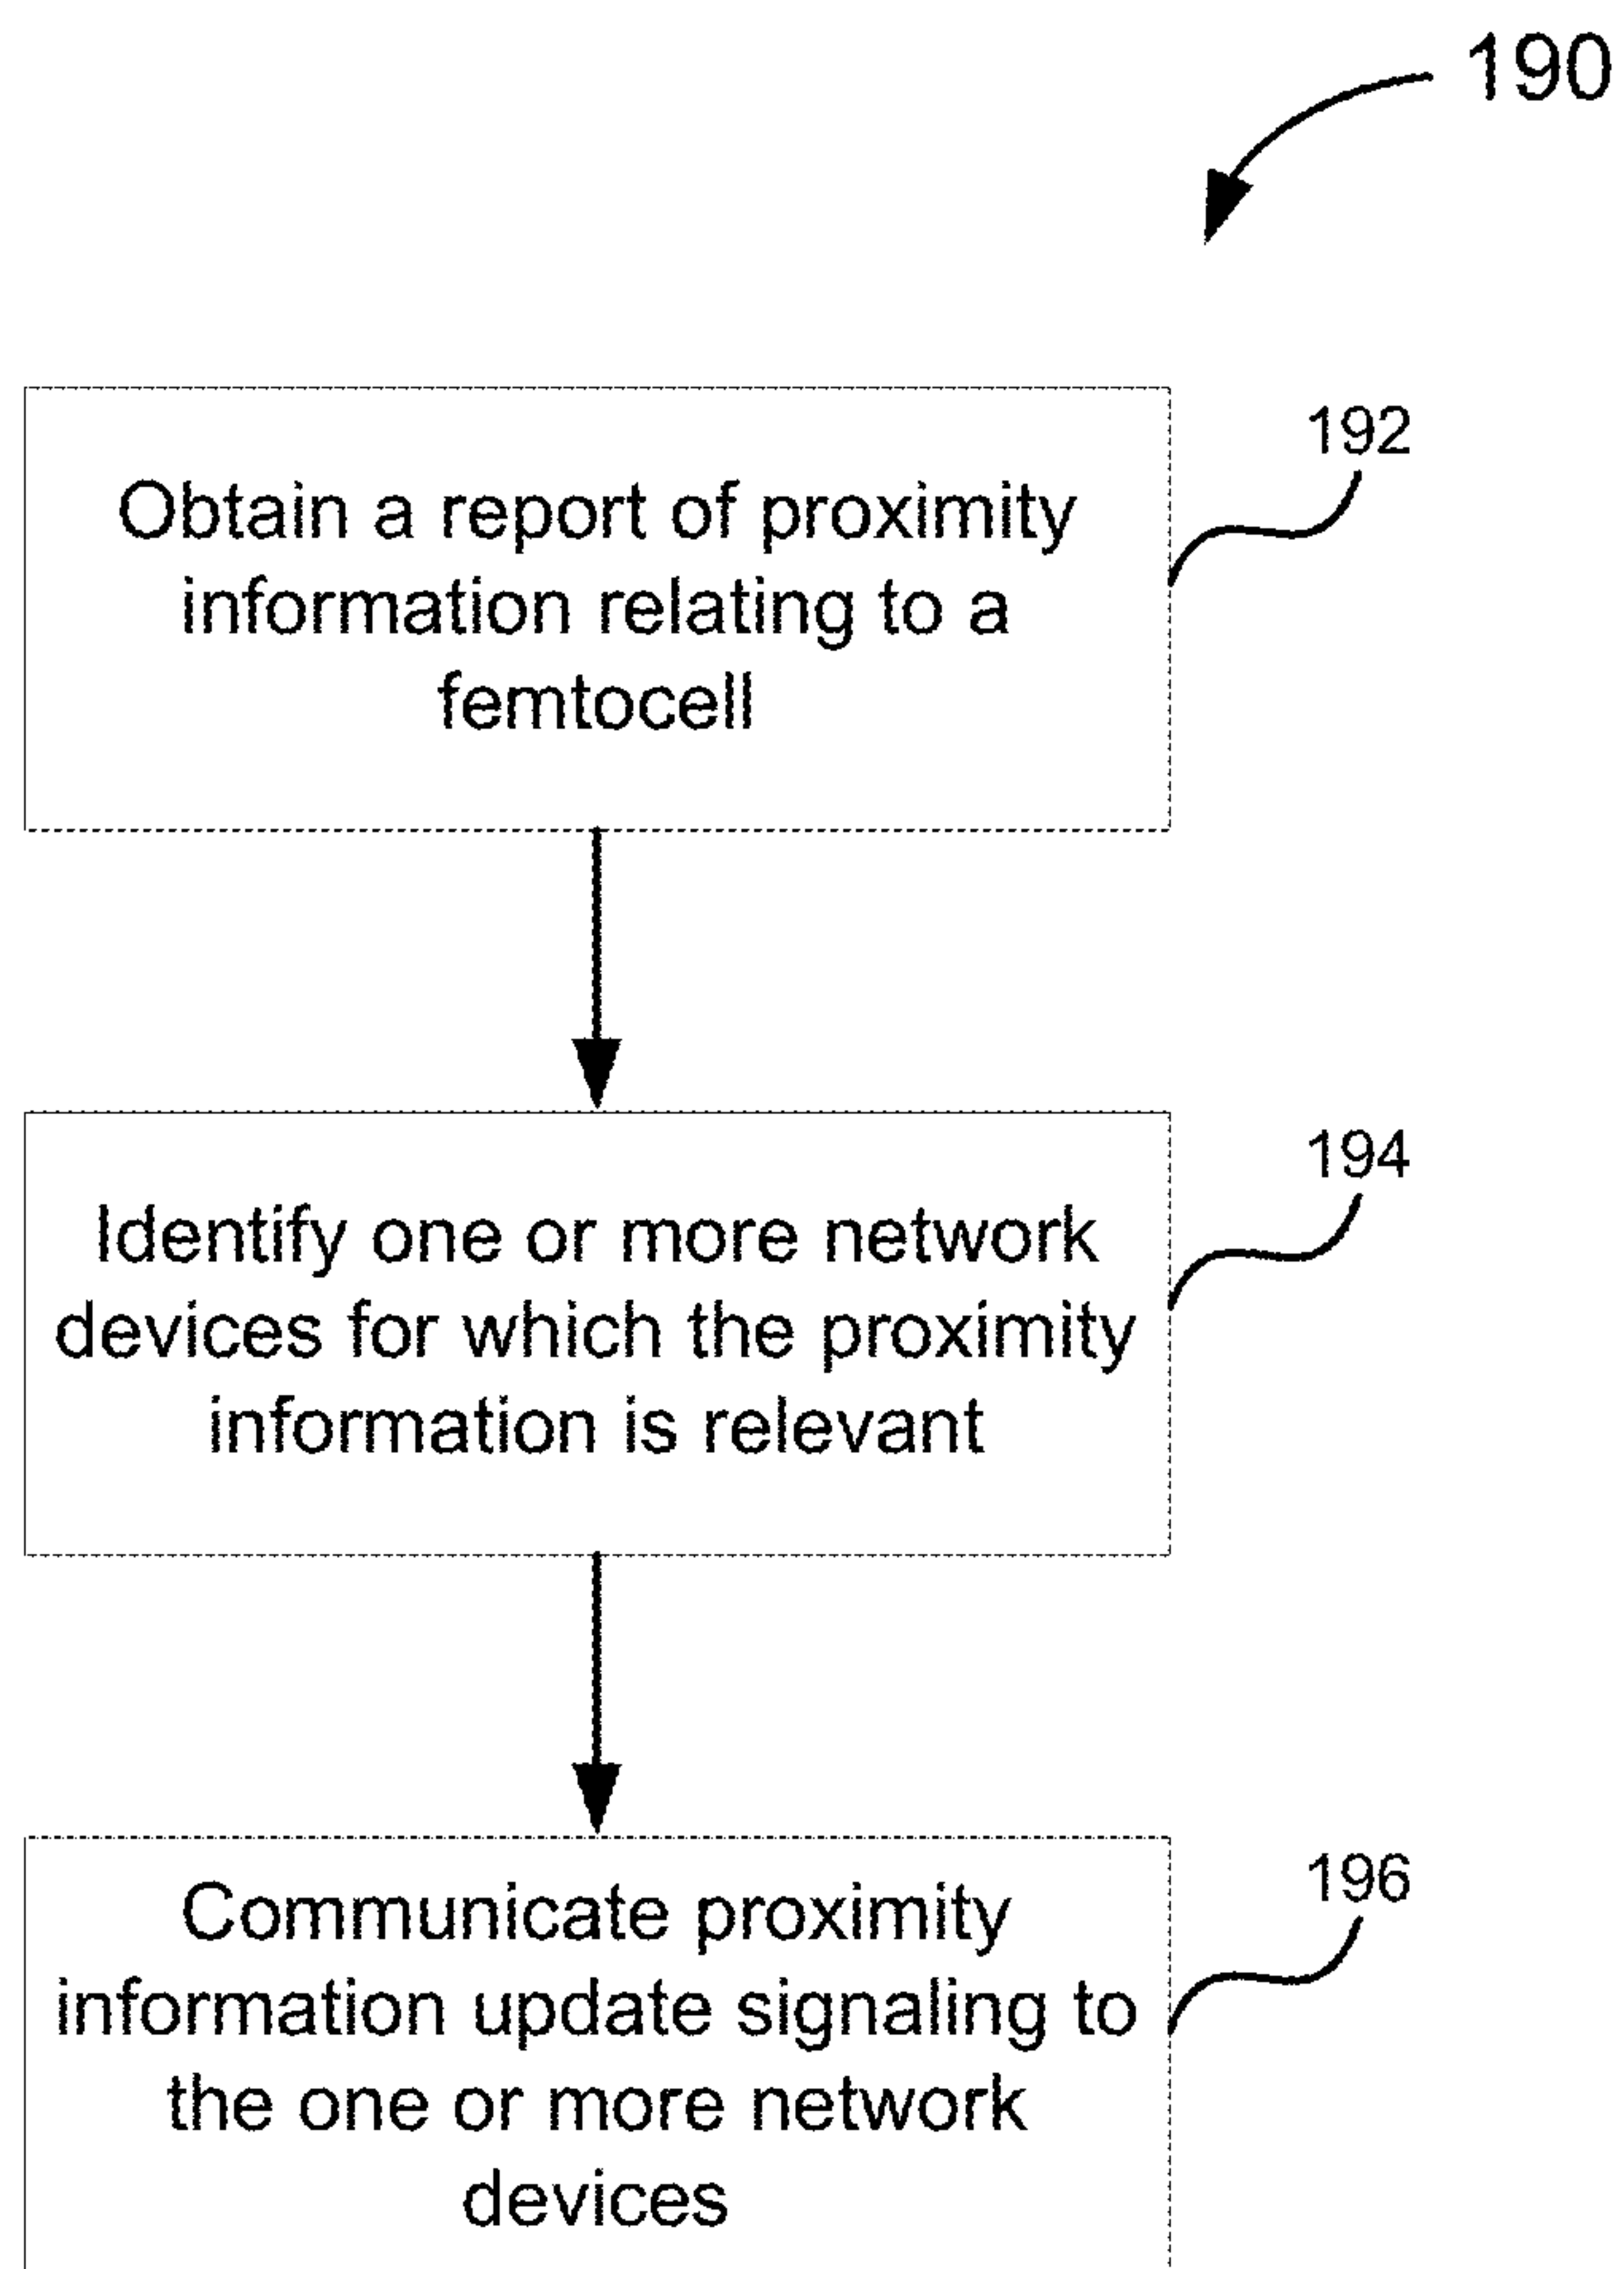 190
192
Obtain a report of proximity
information relating to a
femtocell
194
Identify one or more network
devices for which the proximity
information is relevant
196
Communicate proximity
information update signaling to
the one or more network
devices